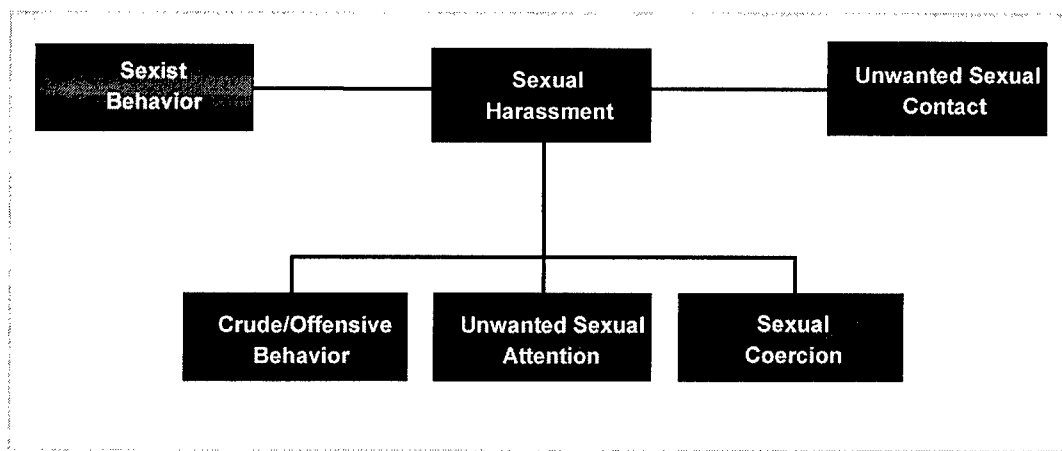 Sexist
Behavior
Sexual
Harassment
Unwanted Sexual
Contact
Crude/Offensive
Behavior
Unwanted Sexual
Attention
Sexual
Coercion